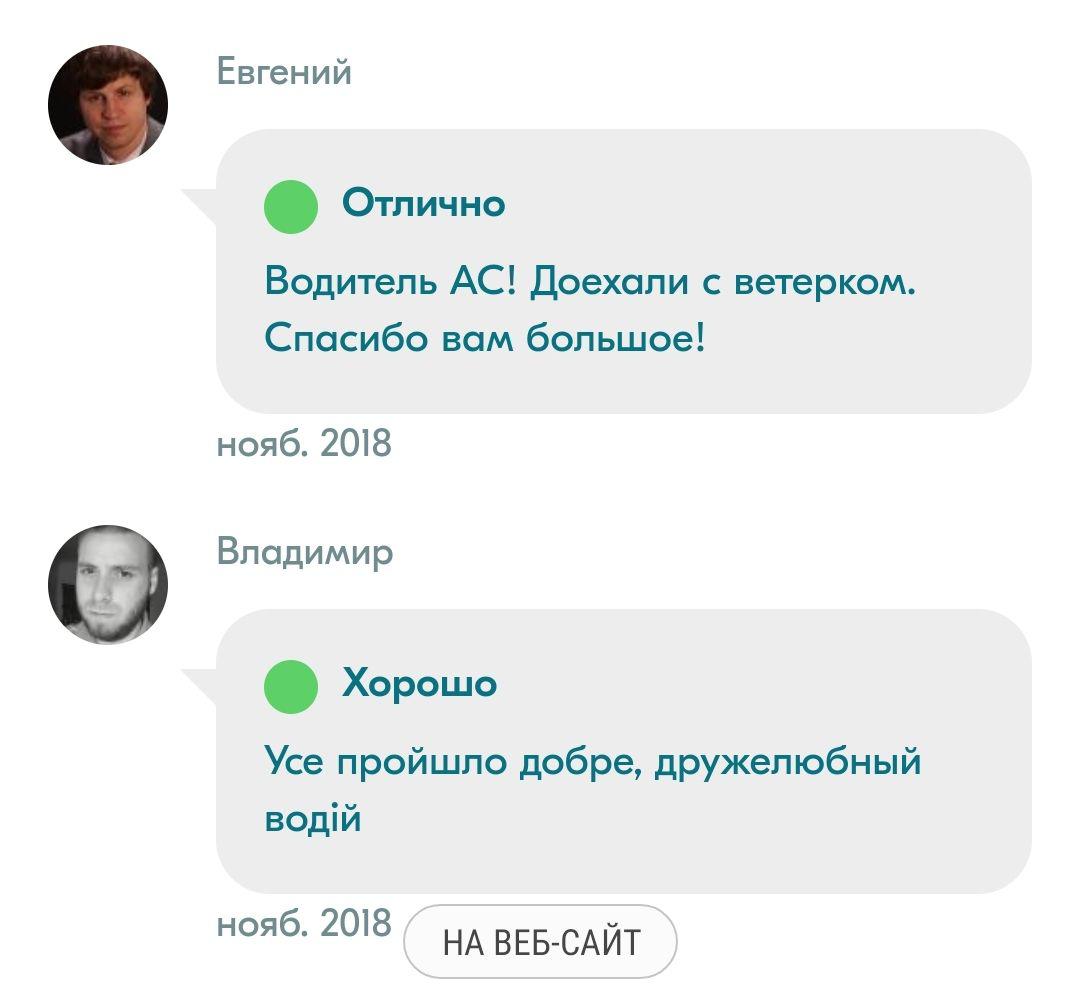 Евгений
Отлично
Водитель АС! Доехали с ветерком.
Спасибо вам большое!
нояб. 2018
Владимир
Хорошо
Усе пройшло добре, дружелюбный
водій
нояб. 2018
НА ВЕБ-САЙТ